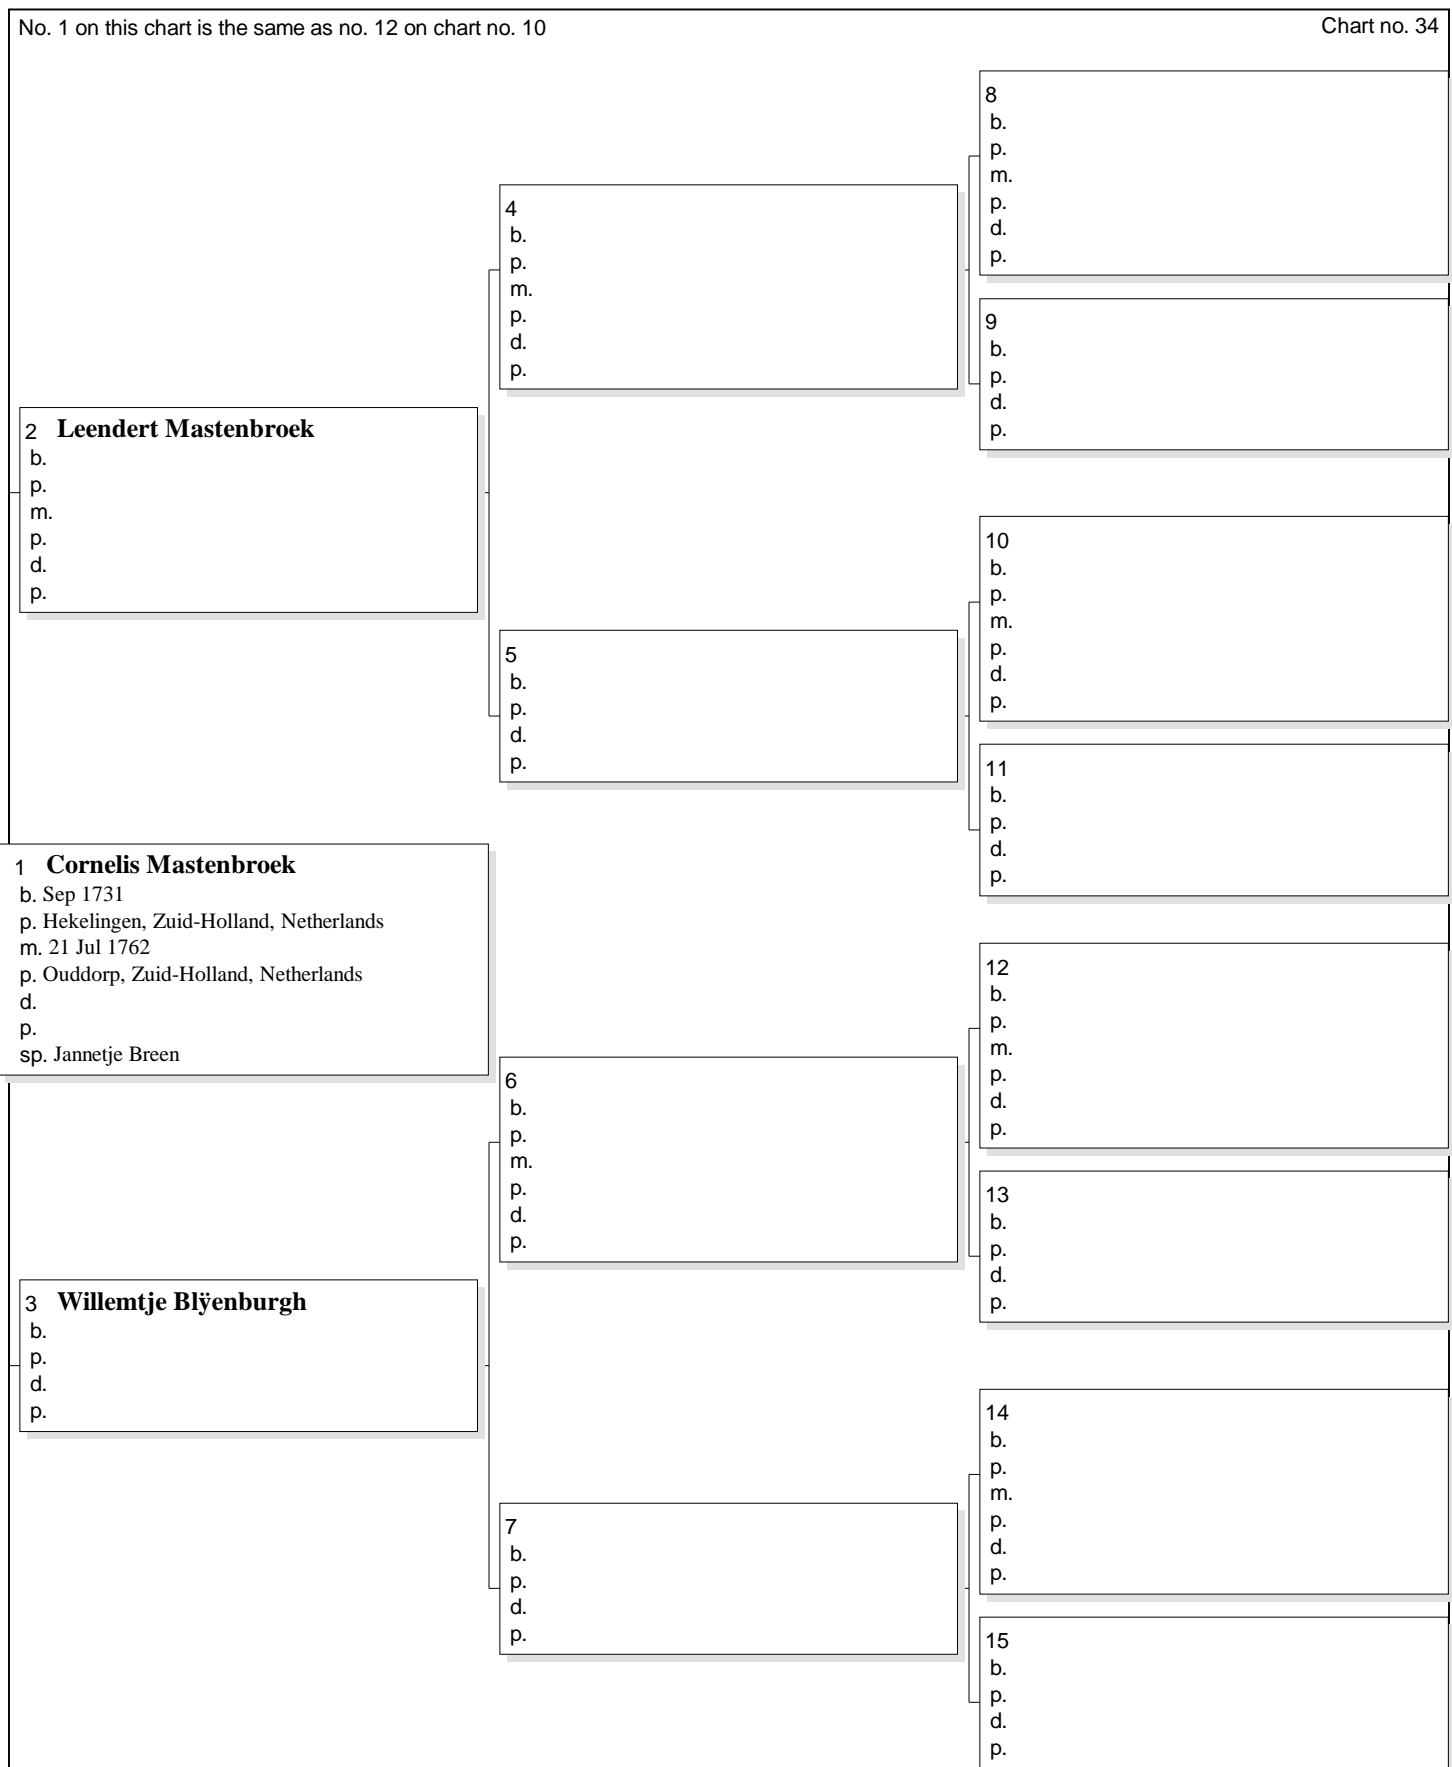 No. 1 on this chart is the same as no. 12 on chart no. 10
Chart no. 34
8
b.
p.
m.
p.
d.
p.
4
b.
p.
m.
p.
d.
p.
9
b.
p.
d.
p.
2 Leendert Mastenbroek
b.
p.
m.
p.
d.
p.
10
b.
p.
m.
p.
d.
p.
5
b.
p.
d.
p.
11
b.
p.
d.
p.
1 Cornelis Mastenbroek
b. Sep 1731
p. Hekelingen, Zuid-Holland, Netherlands
m. 21 Jul 1762
p. Ouddorp, Zuid-Holland, Netherlands
d.
p.
sp. Jannetje Breen
12
b.
p.
m.
p.
d.
p.
6
b.
p.
m.
p.
d.
p.
13
b.
p.
d.
p.
3 Willemtje Blÿenburgh
b.
p.
d.
p.
14
b.
p.
m.
p.
d.
p.
7
b.
p.
d.
p.
15
b.
p.
d.
p.